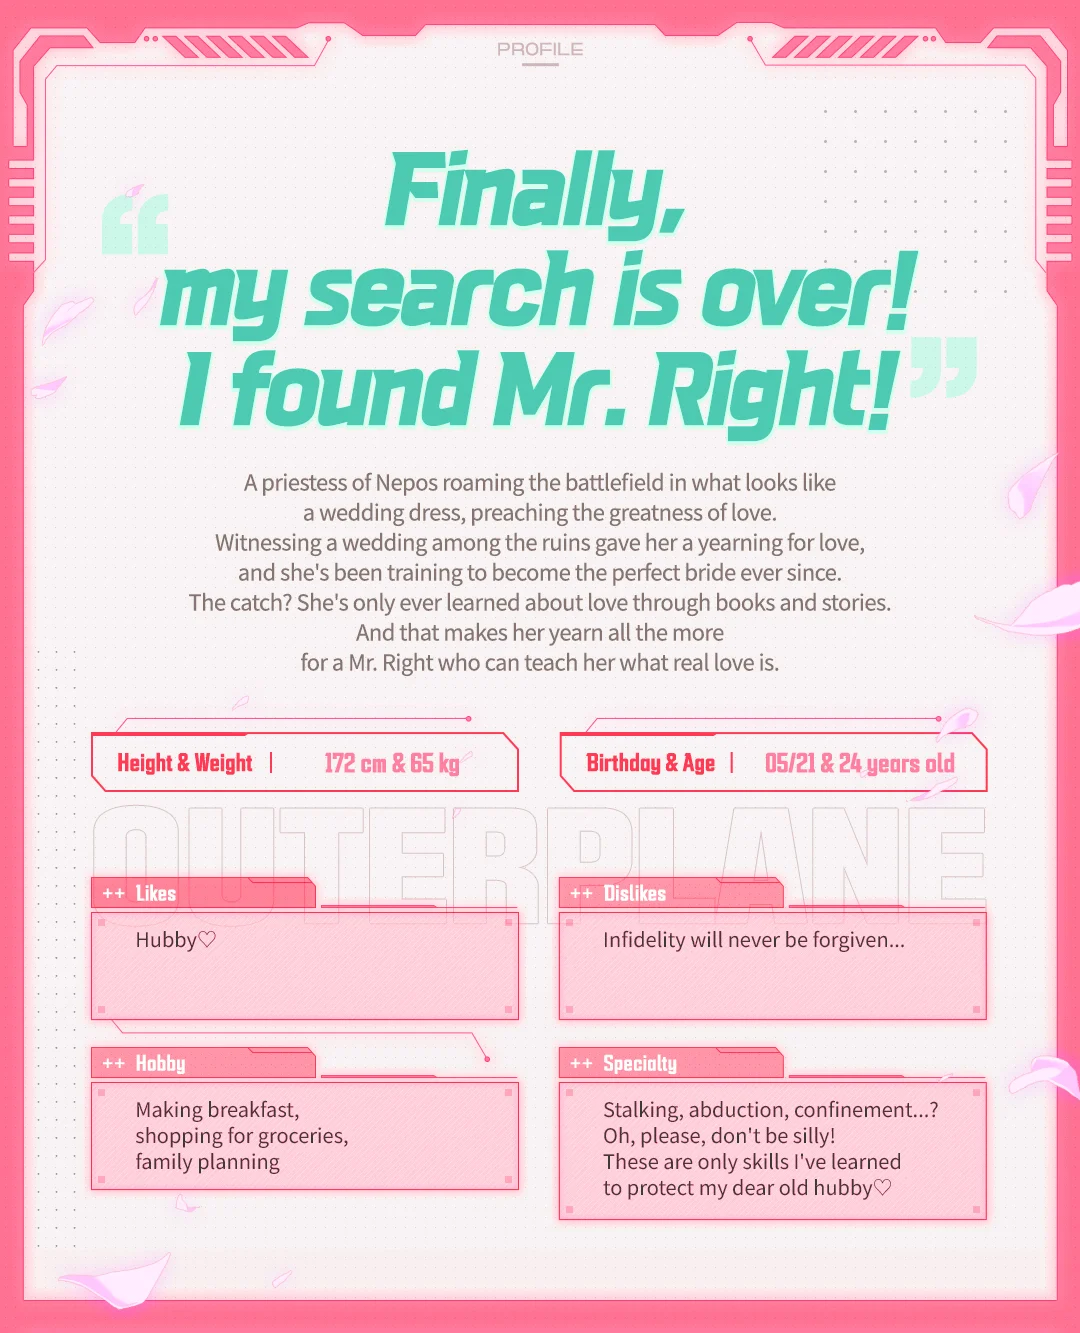 PROFILE
“
Finally,
my search is over!
I found Mr. Right!
”
A priestess of Nepos roaming the battlefield in what looks like
a wedding dress, preaching the greatness of love.
Witnessing a wedding among the ruins gave her a yearning for love,
and she's been training to become the perfect bride ever since.
The catch? She's only ever learned about love through books and stories.
And that makes her yearn all the more
for a Mr. Right who can teach her what real love is.
Height & Weight | 172 cm & 65 kg
Birthday & Age | 05/21 & 24 years old
OUTERPLANE
++ Likes
Hubby♡
++ Dislikes
Infidelity will never be forgiven...
++ Hobby
Making breakfast,
shopping for groceries,
family planning
++ Specialty
Stalking, abduction, confinement...?
Oh, please, don't be silly!
These are only skills I've learned
to protect my dear old hubby♡